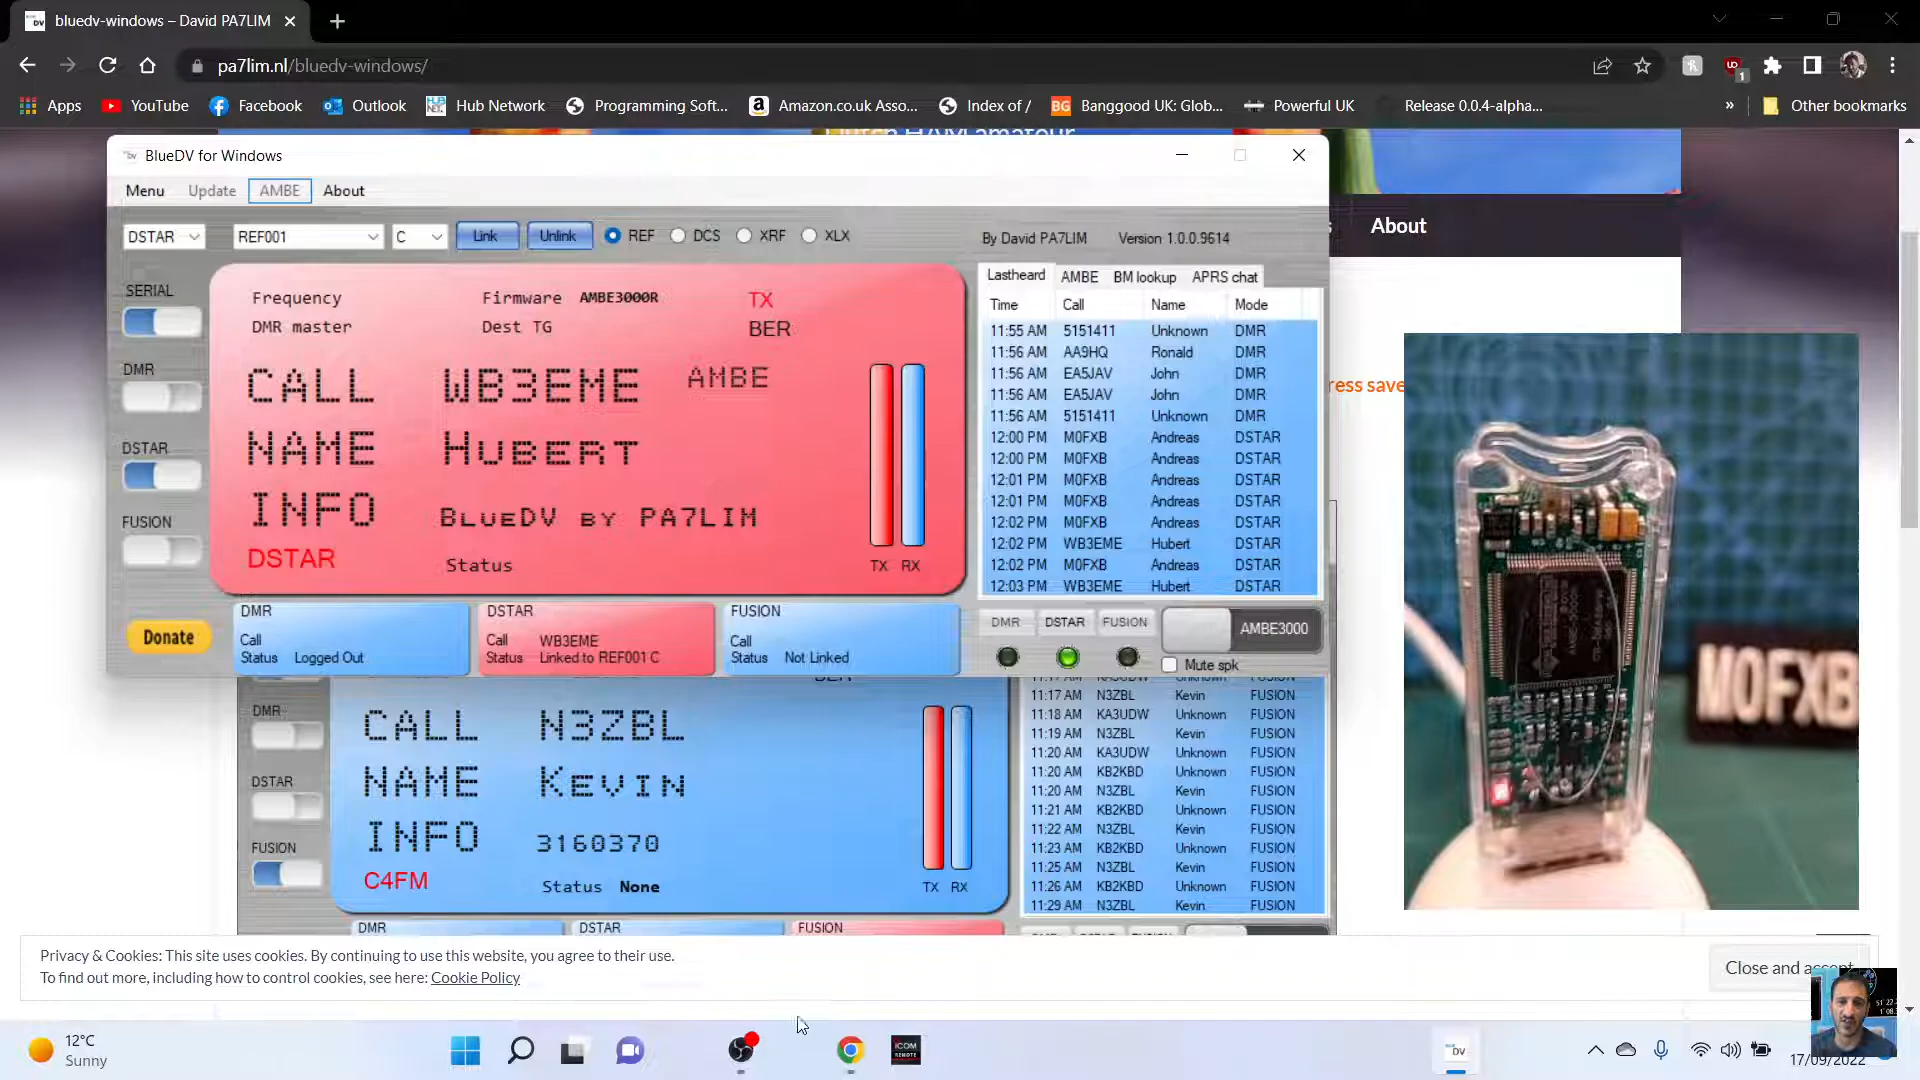 bluedv-windows – David PA7LIM
pa7lim.nl/bluedv-windows/
Apps YouTube Facebook Outlook Hub Network Programming Soft... Amazon.co.uk Asso... Index of / Banggood UK: Glob... Powerful UK Release 0.0.4-alpha... » Other bookmarks
BlueDV for Windows
Menu Update AMBE About
DSTAR REF001 C Link Unlink REF DCS XRF XLX
By David PA7LIM Version 1.0.0.9614
About
SERIAL
DMR
DSTAR
FUSION
Donate
Frequency Firmware AMBE3000R TX
DMR master Dest TG BER
CALL WB3EME AMBE
NAME Hubert
INFO BlueDV by PA7LIM
DSTAR Status
TX RX
Lastheard AMBE BM lookup APRS chat
Time Call Name Mode
11:55 AM 5151411 Unknown DMR
11:56 AM AA9HQ Ronald DMR
11:56 AM EA5JAV John DMR
11:56 AM EA5JAV John DMR
11:56 AM 5151411 Unknown DMR
12:00 PM M0FXB Andreas DSTAR
12:00 PM M0FXB Andreas DSTAR
12:01 PM M0FXB Andreas DSTAR
12:01 PM M0FXB Andreas DSTAR
12:02 PM M0FXB Andreas DSTAR
12:02 PM WB3EME Hubert DSTAR
12:02 PM M0FXB Andreas DSTAR
12:03 PM WB3EME Hubert DSTAR
DMR
Call
Status Logged Out
DSTAR
Call WB3EME
Status Linked to REF001 C
FUSION
Call
Status Not Linked
DMR DSTAR FUSION
AMBE3000
Mute spk
ress save
M0FXB
DMR
DSTAR
FUSION
CALL N3ZBL
NAME Kevin
INFO 3160370
C4FM Status None
TX RX
11:17 AM N3ZBL Kevin FUSION
11:18 AM KA3UDW Unknown FUSION
11:19 AM N3ZBL Kevin FUSION
11:20 AM KA3UDW Unknown FUSION
11:20 AM KB2KBD Unknown FUSION
11:20 AM N3ZBL Kevin FUSION
11:21 AM KB2KBD Unknown FUSION
11:22 AM N3ZBL Kevin FUSION
11:23 AM KB2KBD Unknown FUSION
11:25 AM N3ZBL Kevin FUSION
11:26 AM KB2KBD Unknown FUSION
11:29 AM N3ZBL Kevin FUSION
DMR DSTAR FUSION
Privacy & Cookies: This site uses cookies. By continuing to use this website, you agree to their use.
To find out more, including how to control cookies, see here: Cookie Policy
Close and accept
12°C
Sunny
ICOM
REMOTE
DV
17/09/2022